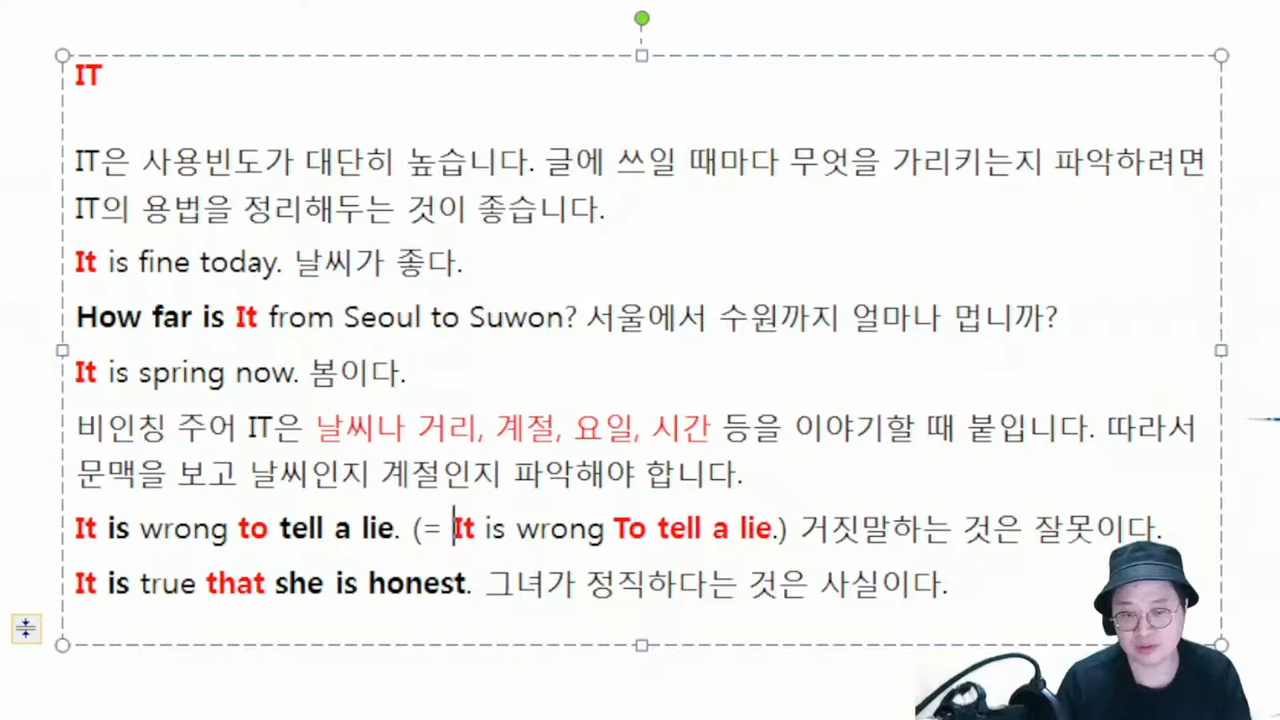 IT
IT은 사용빈도가 대단히 높습니다. 글에 쓰일 때마다 무엇을 가리키는지 파악하려면
IT의 용법을 정리해두는 것이 좋습니다.
It is fine today. 날씨가 좋다.
How far is It from Seoul to Suwon? 서울에서 수원까지 얼마나 멉니까?
It is spring now. 봄이다.
비인칭 주어 IT은 날씨나 거리, 계절, 요일, 시간 등을 이야기할 때 붙입니다. 따라서
문맥을 보고 날씨인지 계절인지 파악해야 합니다.
It is wrong to tell a lie. (= It is wrong To tell a lie.) 거짓말하는 것은 잘못이다.
It is true that she is honest. 그녀가 정직하다는 것은 사실이다.